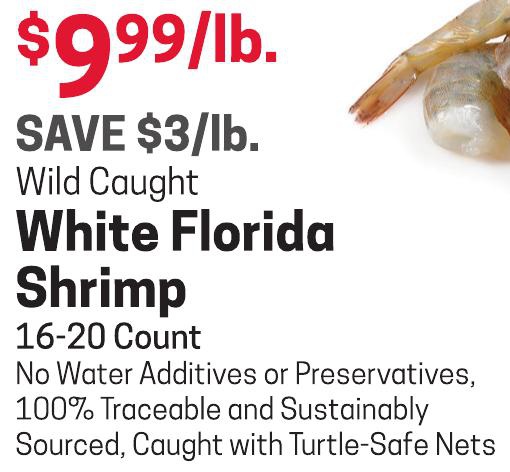 $9.99/lb.
SAVE $3/lb.
Wild Caught
White Florida
Shrimp
16-20 Count
No Water Additives or Preservatives,
100% Traceable and Sustainably
Sourced, Caught with Turtle-Safe Nets